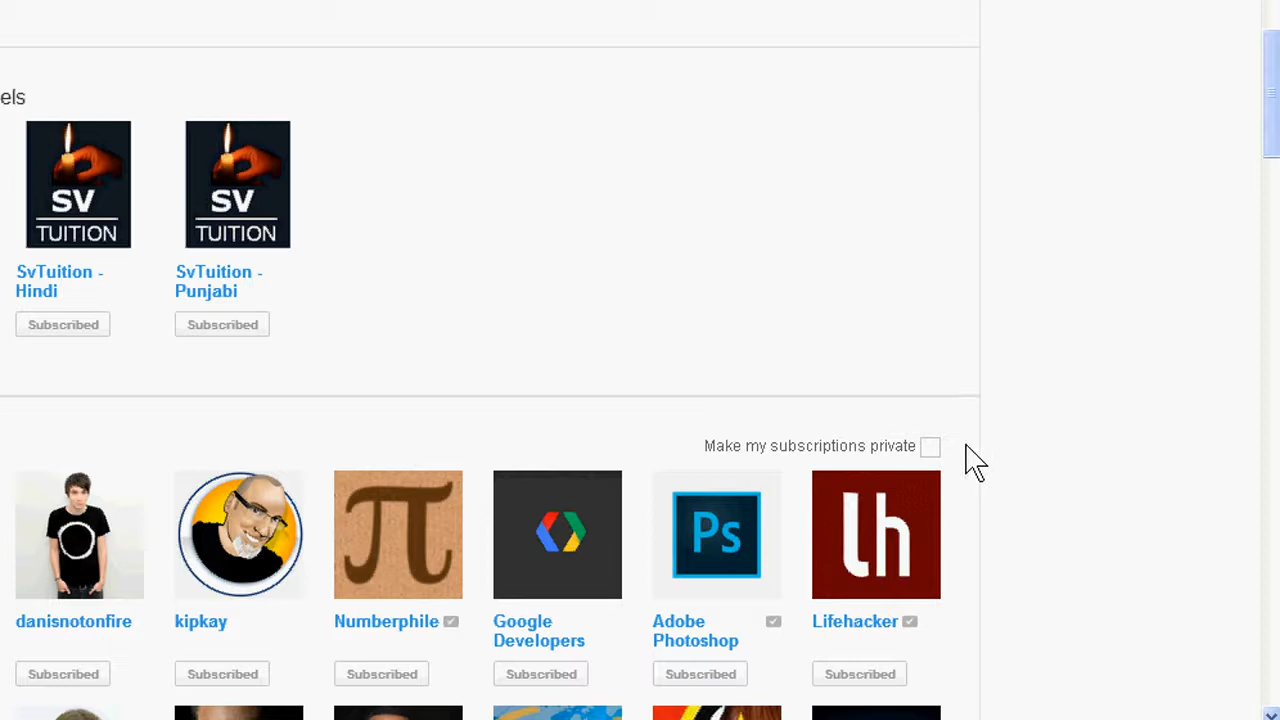 els
SV
TUITION
SV
TUITION
SvTuition -
Hindi
SvTuition -
Punjabi
Subscribed
Subscribed
Make my subscriptions private
π
Ps
lh
danisnotonfire
kipkay
Numberphile
Google
Developers
Adobe
Photoshop
Lifehacker
Subscribed
Subscribed
Subscribed
Subscribed
Subscribed
Subscribed